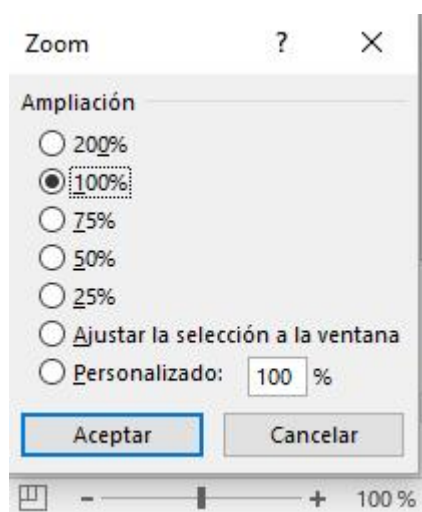 Zoom ? ×
Ampliación
200%
100%
75%
50%
25%
Ajustar la selección a la ventana
Personalizado: 100 %
Aceptar Cancelar
- + 100 %